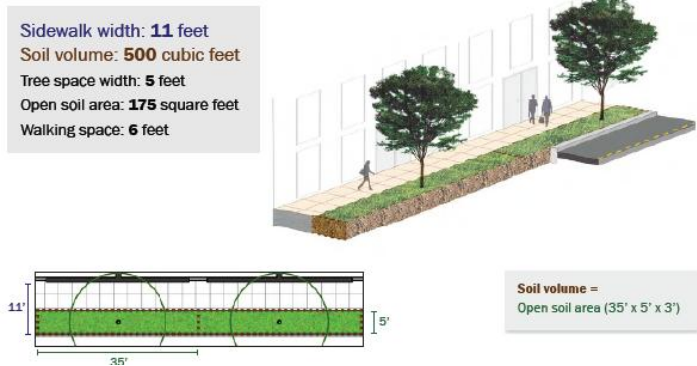 Sidewalk width: 11 feet
Soil volume: 500 cubic feet
Tree space width: 5 feet
Open soil area: 175 square feet
Walking space: 6 feet
11'
5'
35'
Soil volume =
Open soil area (35' x 5' x 3')